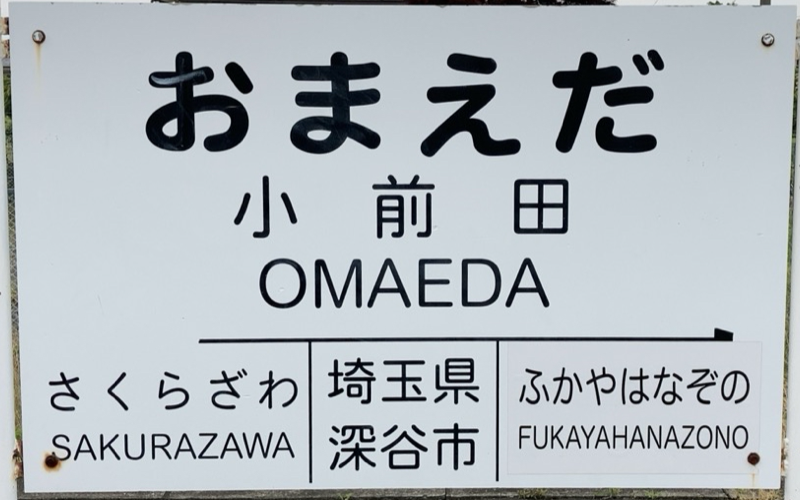 おまえだ
小前田
OMAEDA
さくらざわ
SAKURAZAWA
埼玉県
深谷市
ふかやはなぞの
FUKAYAHANAZONO